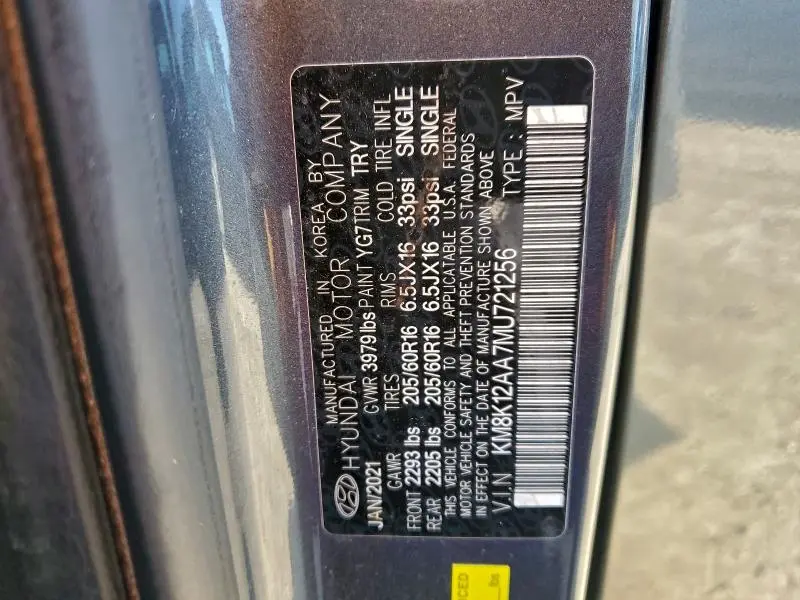 MANUFACTURED IN KOREA BY
HYUNDAI MOTOR COMPANY
JAN/2021 GVWR 3979 lbs PAINT YG7 TRIM TRY
GAWR TIRES RIMS COLD TIRE INFL
FRONT 2293 lbs 205/60R16 6.5JX16 33psi SINGLE
REAR 2205 lbs 205/60R16 6.5JX16 33psi SINGLE
THIS VEHICLE CONFORMS TO ALL APPLICABLE U.S.A. FEDERAL
MOTOR VEHICLE SAFETY AND THEFT PREVENTION STANDARDS
IN EFFECT ON THE DATE OF MANUFACTURE SHOWN ABOVE
V.I.N KM8K12AA7MU721256 TYPE : MPV
lbs